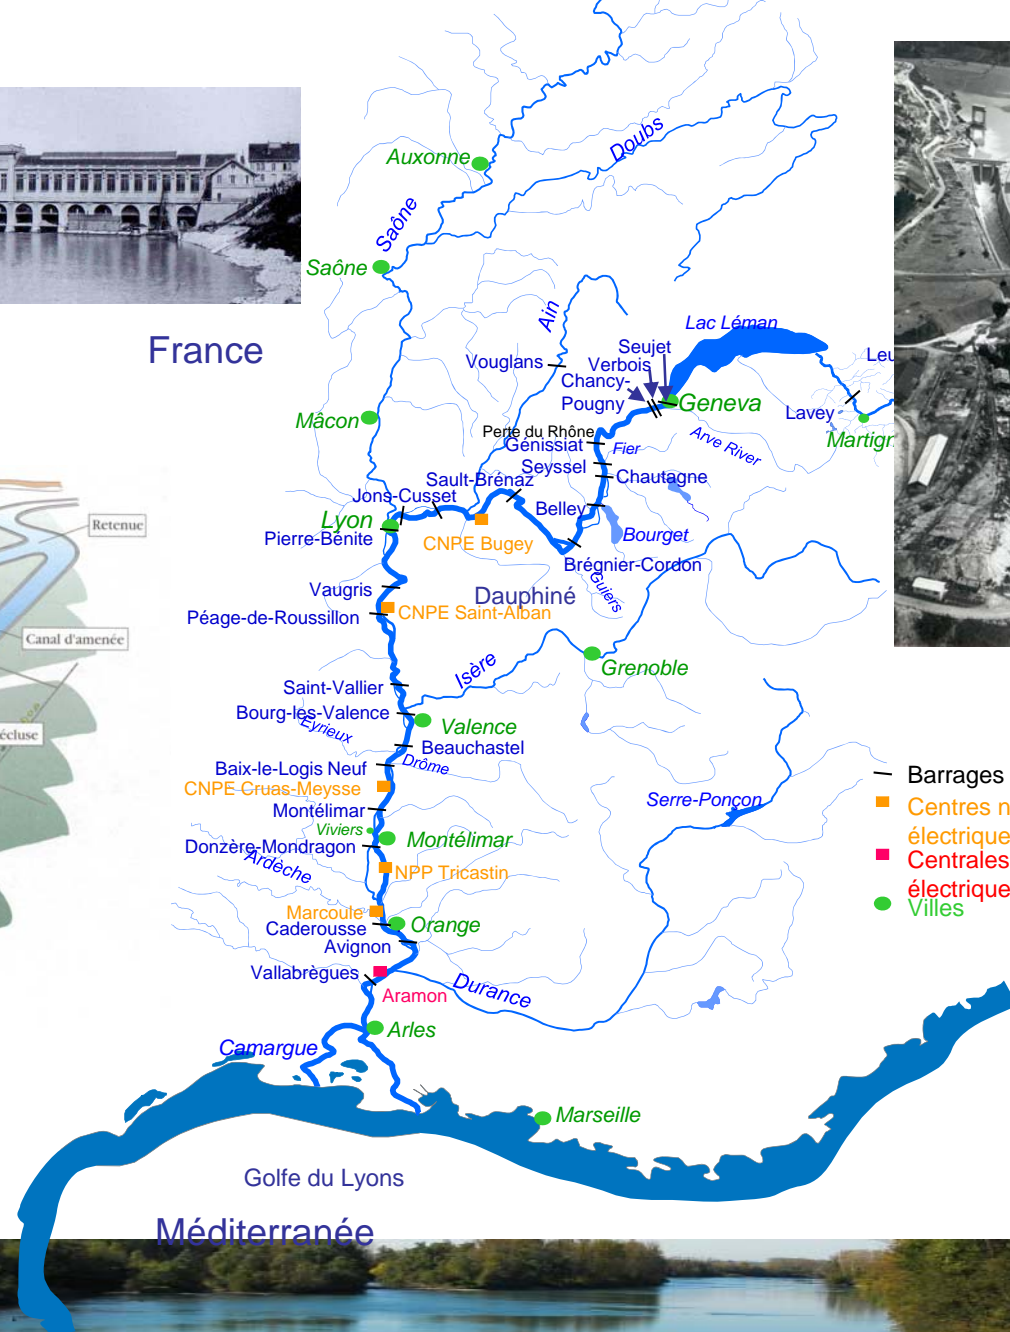 Auxonne
Doubs
Saône
Saône
Ain
Lac Léman
France
Seujet
Leu
Vouglans
Verbois
Chancy-
Pougny
Geneva
Lavey
Mâcon
Martign
Perte du Rhône
Arve River
Génissiat
Fier
Seyssel
Chautagne
Sault-Brénaz
Jons-Cusset
Belley
Retenue
Lyon
Pierre-Bénite
CNPE Bugey
Bourget
Brégnier-Cordon
Guiers
Vaugris
Dauphiné
Péage-de-Roussillon
CNPE Saint-Alban
Canal d'amenée
Isère
Grenoble
Saint-Vallier
Bourg-les-Valence
Eyrieux
Valence
écluse
Beauchastel
Drôme
Baix-le-Logis Neuf
CNPE Cruas-Meysse
Barrages
Montélimar
Serre-Ponçon
Centres n
électrique
Viviers
Montélimar
Donzère-Mondragon
Centrales
électrique
Ardèche
NPP Tricastin
Villes
Marcoule
Caderousse
Orange
Avignon
Vallabrègues
Durance
Aramon
Arles
Camargue
Marseille
Golfe du Lyons
Méditerranée